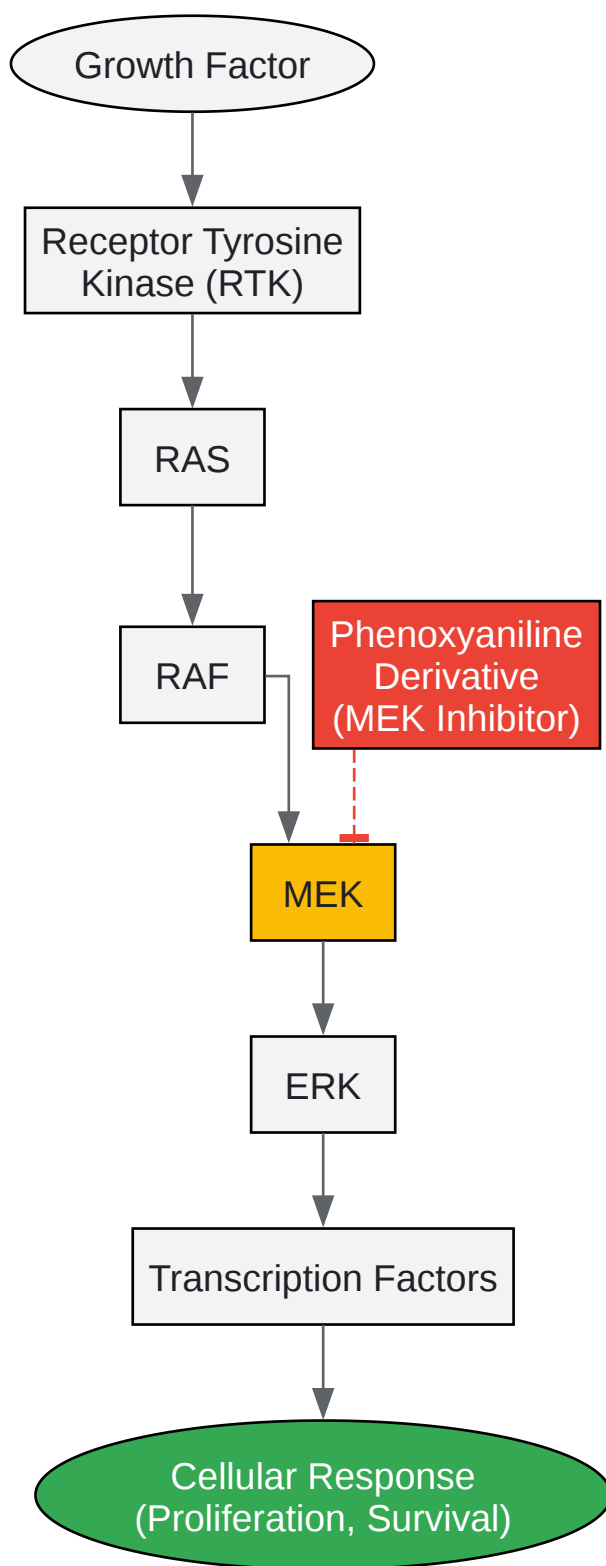 Growth Factor
Receptor Tyrosine
Kinase (RTK)
RAS
RAF
Phenoxyaniline
Derivative
(MEK Inhibitor)
MEK
ERK
Transcription Factors
Cellular Response
(Proliferation, Survival)